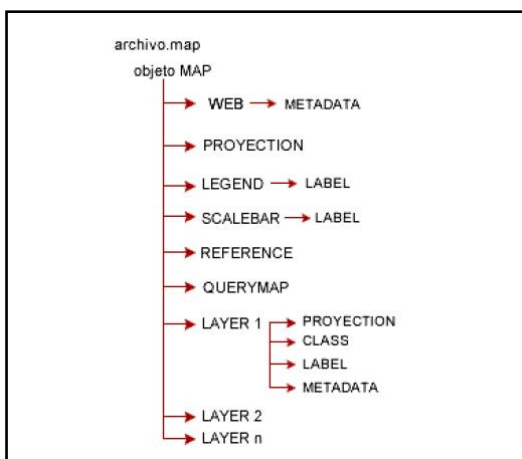 archivo.map
objeto MAP
WEB METADATA
PROYECTION
LEGEND LABEL
SCALEBAR LABEL
REFERENCE
QUERYMAP
LAYER 1 PROYECTION
CLASS
LABEL
METADATA
LAYER 2
LAYER n